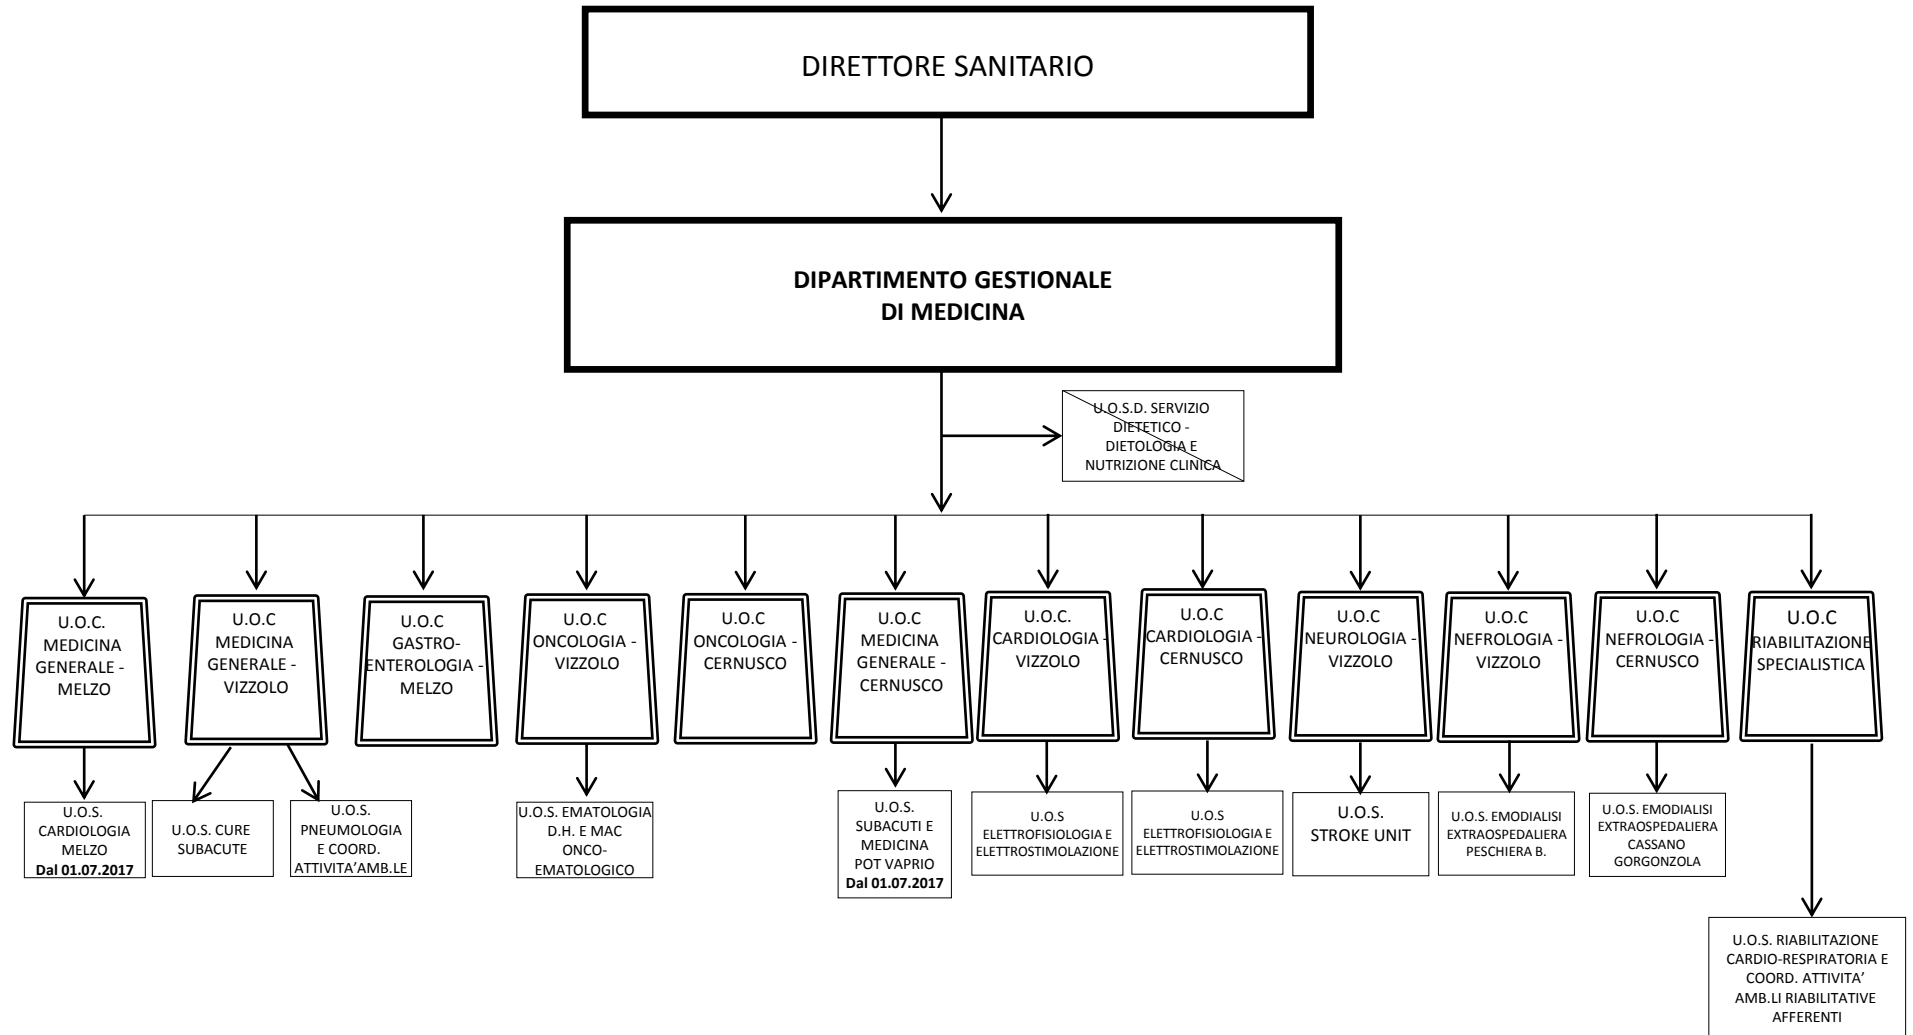 DIRETTORE SANITARIO
DIPARTIMENTO GESTIONALE
DI MEDICINA
U.O.S.D. SERVIZIO
DIETETICO -
DIETOLOGIA E
NUTRIZIONE CLINICA
U.O.C.
MEDICINA
GENERALE -
MELZO
U.O.C
MEDICINA
GENERALE -
VIZZOLO
U.O.C
GASTRO-
ENTEROLOGIA -
MELZO
U.O.C
ONCOLOGIA -
VIZZOLO
U.O.C
ONCOLOGIA -
CERNUSCO
U.O.C
MEDICINA
GENERALE -
CERNUSCO
U.O.C.
CARDIOLOGIA -
VIZZOLO
U.O.C
CARDIOLOGIA -
CERNUSCO
U.O.C
NEUROLOGIA -
VIZZOLO
U.O.C
NEFROLOGIA -
VIZZOLO
U.O.C
NEFROLOGIA -
CERNUSCO
U.O.C
RIABILITAZIONE
SPECIALISTICA
U.O.S.
CARDIOLOGIA
MELZO
Dal 01.07.2017
U.O.S. CURE
SUBACUTE
U.O.S.
PNEUMOLOGIA
E COORD.
ATTIVITA’AMB.LE
U.O.S. EMATOLOGIA
D.H. E MAC
ONCO-
EMATOLOGICO
U.O.S.
SUBACUTI E
MEDICINA
POT VAPRIO
Dal 01.07.2017
U.O.S
ELETTROFISIOLOGIA E
ELETTROSTIMOLAZIONE
U.O.S
ELETTROFISIOLOGIA E
ELETTROSTIMOLAZIONE
U.O.S.
STROKE UNIT
U.O.S. EMODIALISI
EXTRAOSPEDALIERA
PESCHIERA B.
U.O.S. EMODIALISI
EXTRAOSPEDALIERA
CASSANO
GORGONZOLA
U.O.S. RIABILITAZIONE
CARDIO-RESPIRATORIA E
COORD. ATTIVITA’
AMB.LI RIABILITATIVE
AFFERENTI